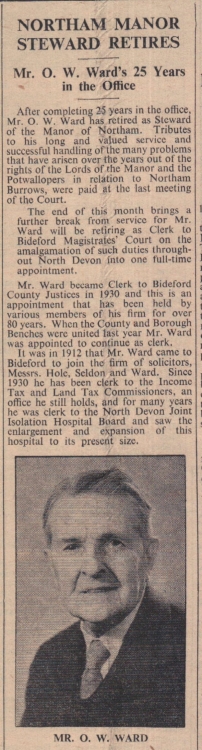 NORTHAM MANOR
STEWARD RETIRES
Mr. O. W. Ward's 25 Years
in the Office
After completing 25 years in the office,
Mr. O. W. Ward has retired as Steward
of the Manor of Northam. Tributes
to his long and valued service and
successful handling of the many problems
that have arisen over the years out of the
rights of the Lords of the Manor and the
Potwallopers in relation to Northam
Burrows, were paid at the last meeting
of the Court.
The end of this month brings a
further break from service for Mr.
Ward will be retiring as Clerk to
Bideford Magistrates' Court on the
amalgamation of such duties through-
out North Devon into one full-time
appointment.
Mr. Ward became Clerk to Bideford
County Justices in 1930 and this is an
appointment that has been held by
various members of his firm for over
80 years. When the County and Borough
Benches were united last year Mr. Ward
was appointed to continue as clerk.
It was in 1912 that Mr. Ward came to
Bideford to join the firm of solicitors,
Messrs. Hole, Seldon and Ward. Since
1930 he has been clerk to the Income
Tax and Land Tax Commissioners, an
office he still holds, and for many years
he was clerk to the North Devon Joint
Isolation Hospital Board and saw the
enlargement and expansion of this
hospital to its present size.
MR. O. W. WARD